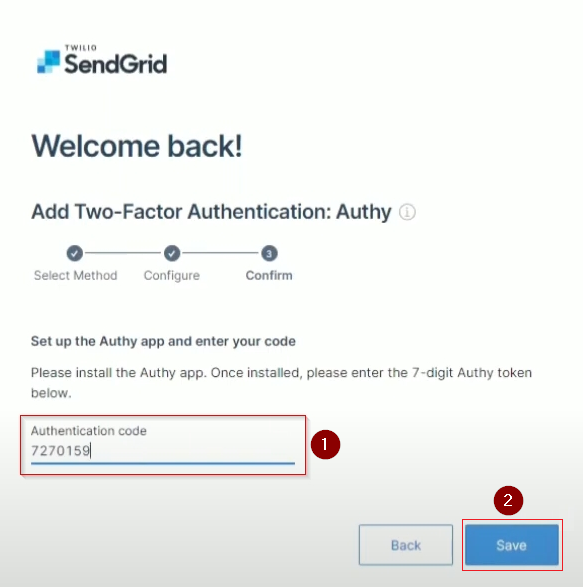 TWILIO
SendGrid
Welcome back!
Add Two-Factor Authentication: Authy
3
Select Method Configure Confirm
Set up the Authy app and enter your code
Please install the Authy app. Once installed, please enter the 7-digit Authy token
below.
Authentication code
7270159
1
2
Back Save